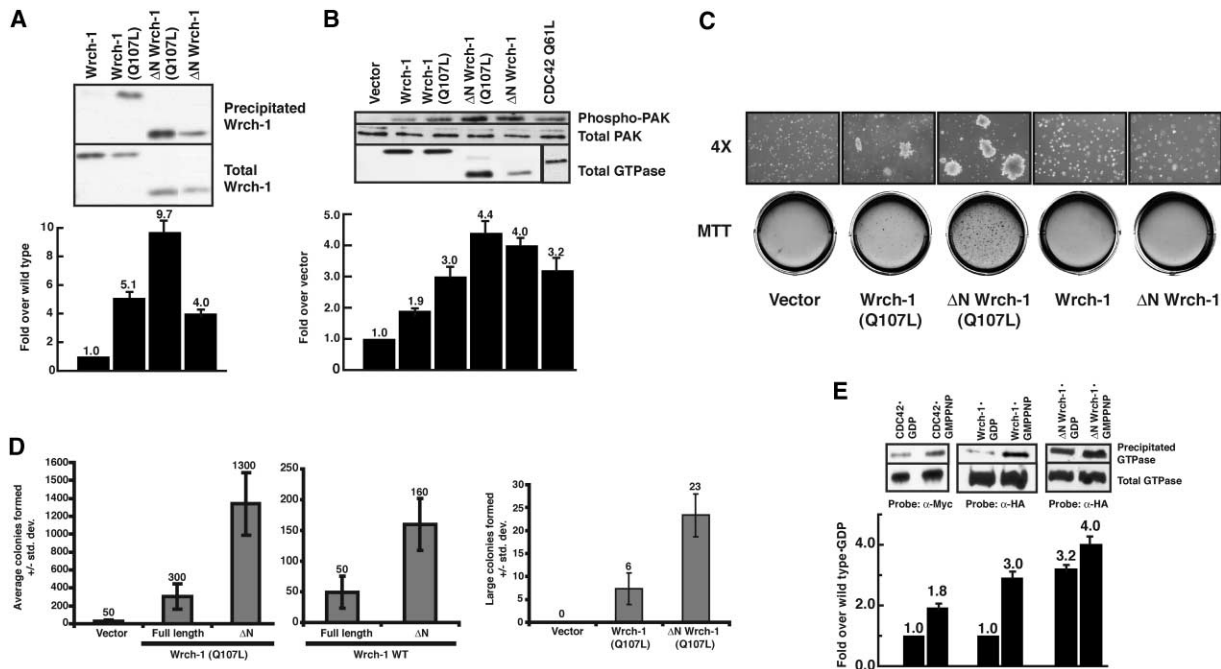 A
Wrch-1
Wrch-1
(Q107L)
ΔN Wrch-1
(Q107L)
ΔN Wrch-1
Precipitated
Wrch-1
Total
Wrch-1
Fold over wild type
10
8
6
4
2
0
1.0
5.1
9.7
4.0
B
Vector
Wrch-1
Wrch-1
(Q107L)
ΔN Wrch-1
(Q107L)
ΔN Wrch-1
CDC42 Q61L
Phospho-PAK
Total PAK
Total GTPase
Fold over vector
5.0
4.0
3.0
2.0
1.0
0
1.0
1.9
3.0
4.4
4.0
3.2
C
4X
MTT
Vector
Wrch-1
(Q107L)
ΔN Wrch-1
(Q107L)
Wrch-1
ΔN Wrch-1
D
Average colonies formed
+/- std. dev.
1600
1400
1200
1000
800
600
400
200
0
50
300
1300
Vector
Full length
ΔN
Wrch-1 (Q107L)
250
200
150
100
50
0
50
160
Full length
ΔN
Wrch-1 WT
Large colonies formed
+/- std. dev.
30
25
20
15
10
5
0
0
6
23
Vector
Wrch-1
(Q107L)
ΔN Wrch-1
(Q107L)
E
CDC42•
GDP
CDC42•
GMPPNP
Wrch-1•
GDP
Wrch-1•
GMPPNP
ΔN Wrch-1•
GDP
ΔN Wrch-1•
GMPPNP
Precipitated
GTPase
Total GTPase
Probe: α-Myc
Probe: α-HA
Probe: α-HA
Fold over wild type-GDP
4.0
2.0
0
1.0
1.8
1.0
3.0
3.2
4.0